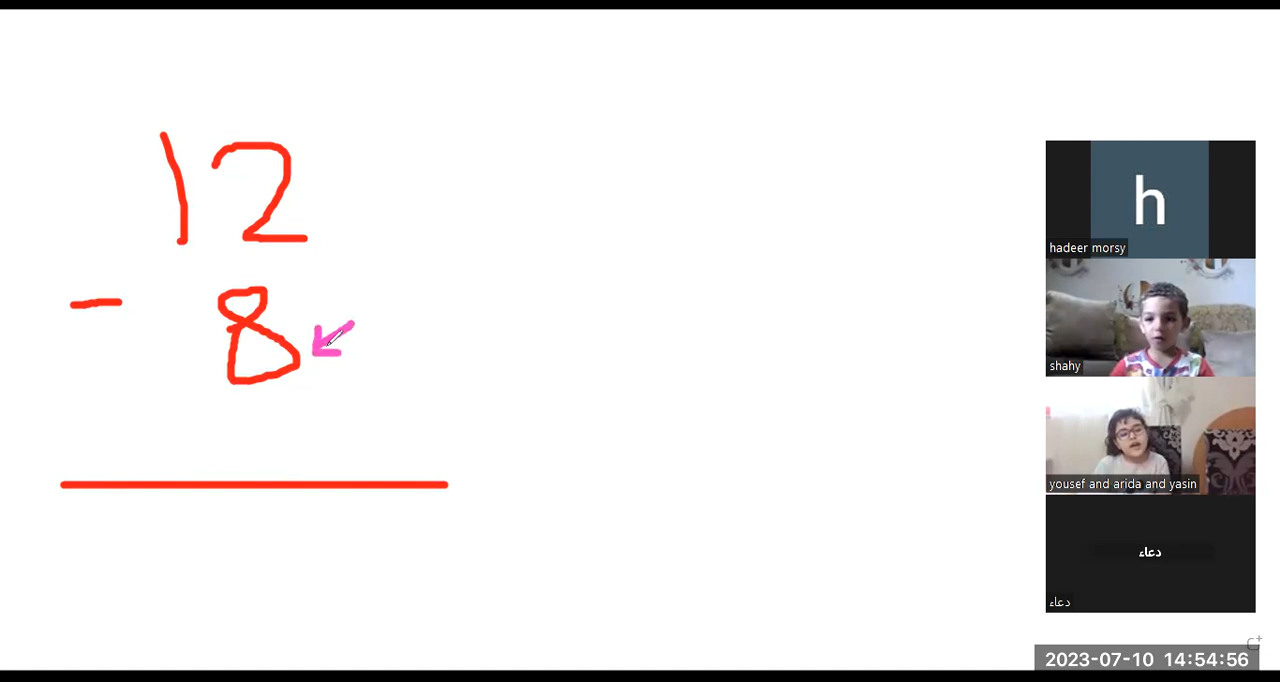 12
- 8
h
hadeer morsy
shahy
yousef and arida and yasin
دعاء
دعاء
2023-07-10 14:54:56